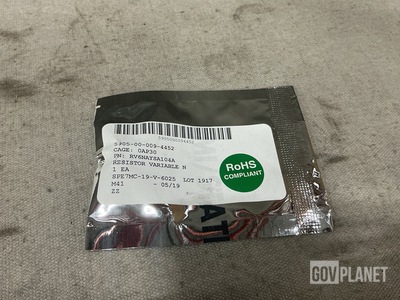 5905000094452
5905-00-009-4452
CAGE: 0AP30
PN: RV6NAYSA104A
RESISTOR VARIABLE N
1 EA
SPE7MC-19-V-6025 LOT 1917
M41 - 05/19
ZZ
RoHS
COMPLIANT
GOVPLANET